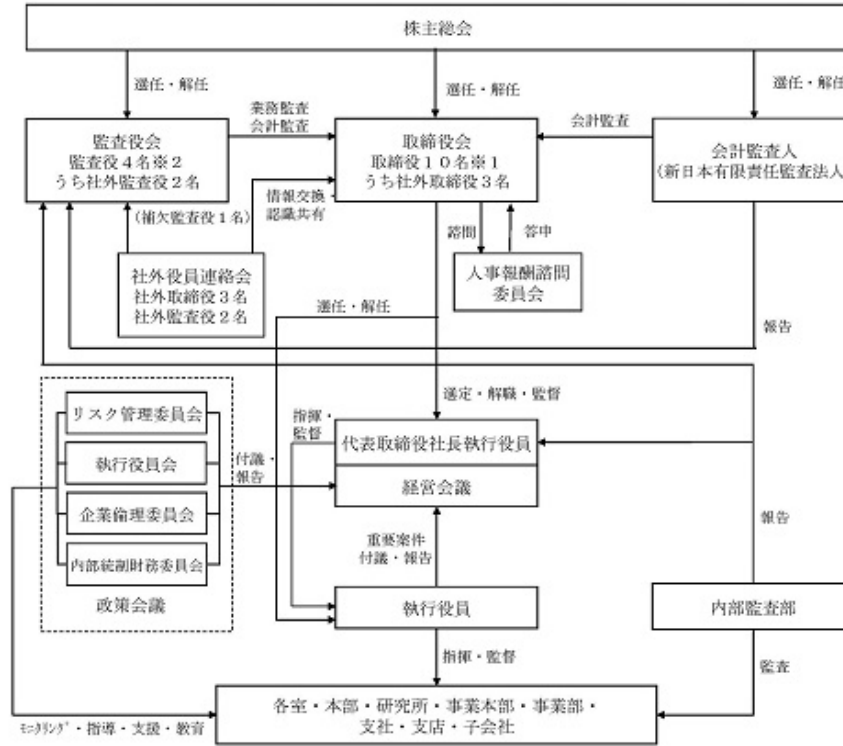 株主総会
選任・解任
選任・解任
選任・解任
業務監査
会計監査
会計監査
監査役会
監査役4名※2
うち社外監査役2名
取締役会
取締役10名※1
うち社外取締役3名
会計監査人
(新日本有限責任監査法人)
(補欠監査役1名)
情報交換・
認識共有
諮問
答申
社外役員連絡会
社外取締役3名
社外監査役2名
人事報酬諮問
委員会
選任・解任
報告
選定・解職・監督
リスク管理委員会
執行役員会
企業倫理委員会
内部統制財務委員会
政策会議
付議・
報告
指揮・
監督
代表取締役社長執行役員
経営会議
重要案件
付議・報告
報告
執行役員
内部監査部
指揮・監督
監査
モニタリング・指導・支援・教育
各室・本部・研究所・事業本部・事業部・
支社・支店・子会社